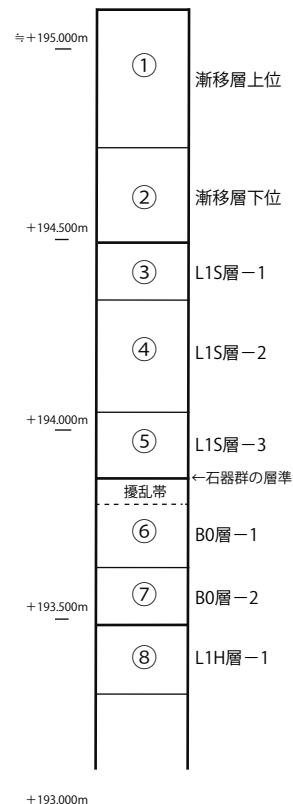 ≒+195.000m
①
漸移層上位
②
漸移層下位
+194.500m
③
L1S層－1
④
L1S層－2
+194.000m
⑤
L1S層－3
←石器群の層準
擾乱帯
⑥
B0層－1
⑦
B0層－2
+193.500m
⑧
L1H層－1
+193.000m